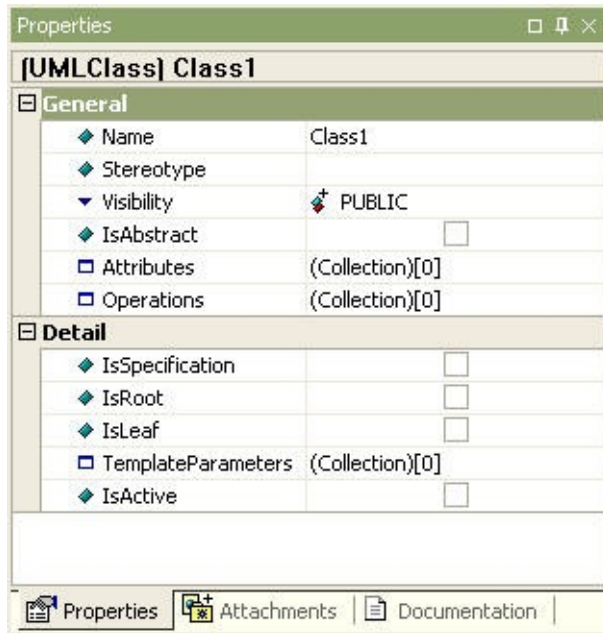 Properties
(UMLClass) Class1
General
Name Class1
Stereotype
Visibility PUBLIC
IsAbstract
Attributes (Collection)[0]
Operations (Collection)[0]
Detail
IsSpecification
IsRoot
IsLeaf
TemplateParameters (Collection)[0]
IsActive
Properties Attachments Documentation